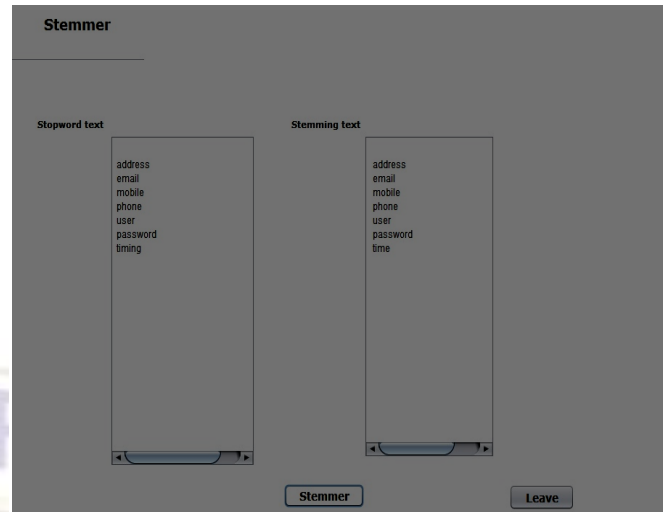 Stemmer
Stopword text
address
email
mobile
phone
user
password
timing
Stemming text
address
email
mobile
phone
user
password
time
Stemmer
Leave